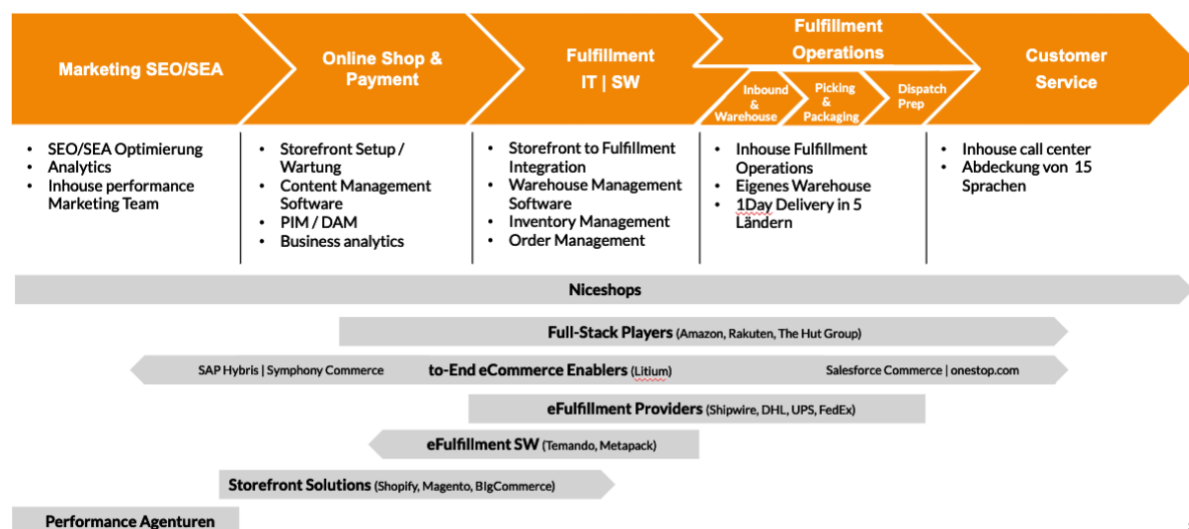 Marketing SEO/SEA
Online Shop &
Payment
Fulfillment
IT | SW
Fulfillment
Operations
Inbound
&
Warehouse
Picking
&
Packaging
Dispatch
Prep
Customer
Service
• SEO/SEA Optimierung
• Analytics
• Inhouse performance
Marketing Team
• Storefront Setup /
Wartung
• Content Management
Software
• PIM / DAM
• Business analytics
• Storefront to Fulfillment
Integration
• Warehouse Management
Software
• Inventory Management
• Order Management
• Inhouse Fulfillment
Operations
• Eigenes Warehouse
• 1Day Delivery in 5
Ländern
• Inhouse call center
• Abdeckung von 15
Sprachen
Niceshops
Full-Stack Players (Amazon, Rakuten, The Hut Group)
SAP Hybris | Symphony Commerce to-End eCommerce Enablers (Litium) Salesforce Commerce | onestop.com
eFulfillment Providers (Shipwire, DHL, UPS, FedEx)
eFulfillment SW (Temando, Metapack)
Storefront Solutions (Shopify, Magento, BIgCommerce)
Performance Agenturen